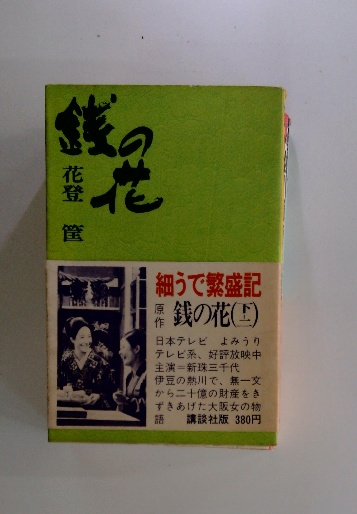 銭の花
花登 筐
細うで繁盛記
原作 銭の花(下)
日本テレビ よみうり
テレビ系、好評放映中
主演=新珠三千代
伊豆の熱川で、無一文
から二十億の財産をき
ずきあげた大阪女の物
語 講談社版 380円